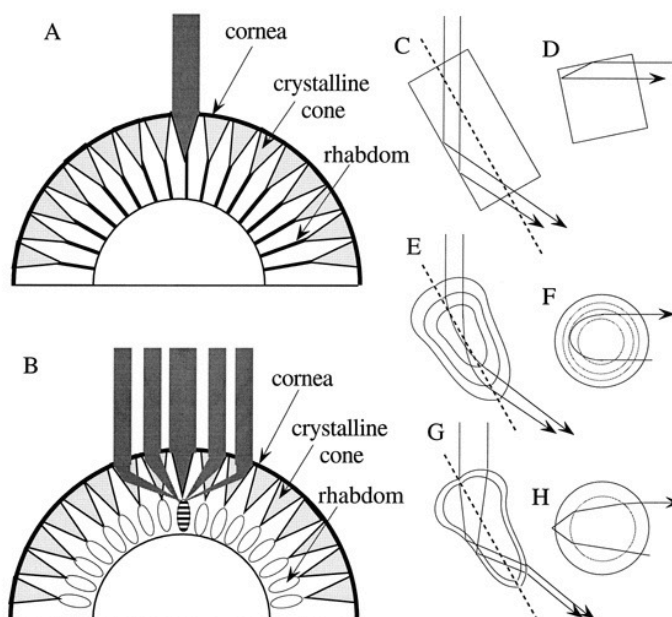 A
cornea
crystalline
cone
rhabdom
B
cornea
crystalline
cone
rhabdom
C
D
E
F
G
H